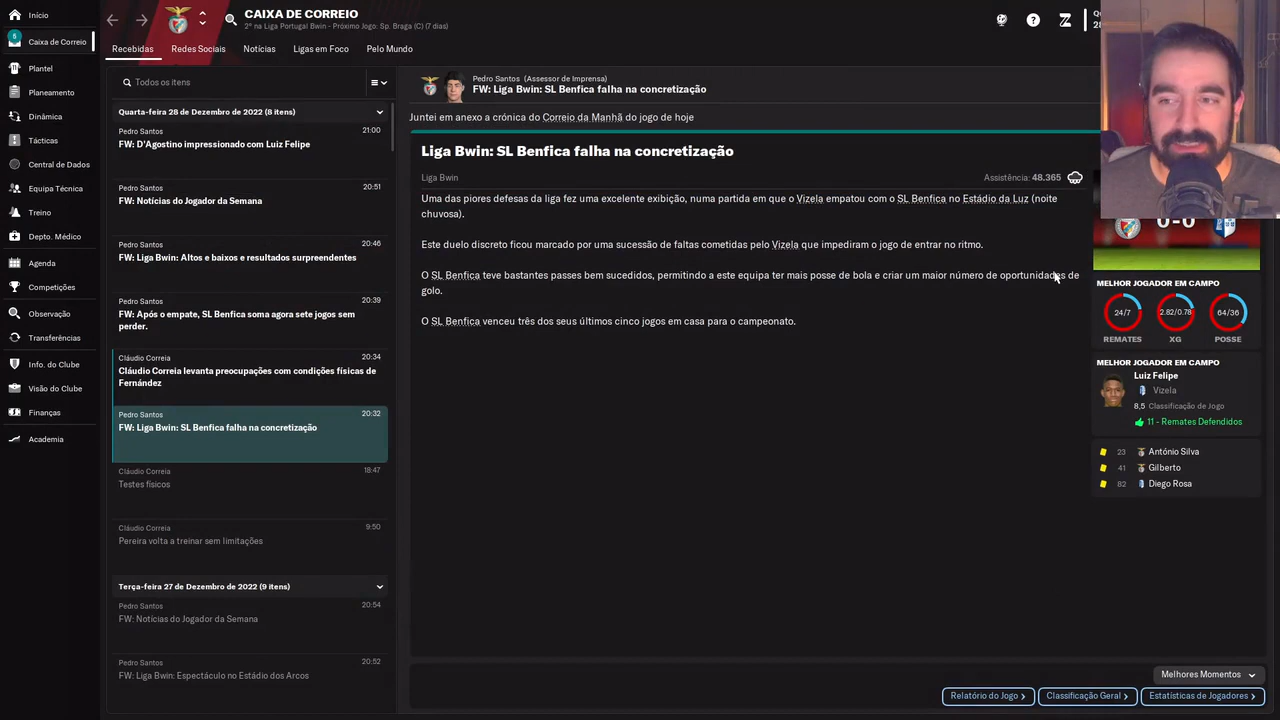 Início
Caixa de Correio
5
Plantel
Planeamento
Dinâmica
Tácticas
Central de Dados
Equipa Técnica
Treino
Depto. Médico
Agenda
Competições
Observação
Transferências
Info. do Clube
Visão do Clube
Finanças
Academia
CAIXA DE CORREIO
2º na Liga Portugal Bwin - Próximo Jogo: Sp. Braga (C) (7 dias)
Recebidas
Redes Sociais
Notícias
Ligas em Foco
Pelo Mundo
Todos os itens
Quarta-feira 28 de Dezembro de 2022 (8 itens)
Pedro Santos 21:00
FW: D'Agostino impressionado com Luiz Felipe
Pedro Santos 20:51
FW: Notícias do Jogador da Semana
Pedro Santos 20:46
FW: Liga Bwin: Altos e baixos e resultados surpreendentes
Pedro Santos 20:39
FW: Após o empate, SL Benfica soma agora sete jogos sem
perder.
Cláudio Correia 20:34
Cláudio Correia levanta preocupações com condições físicas de
Fernández
Pedro Santos 20:32
FW: Liga Bwin: SL Benfica falha na concretização
Cláudio Correia 18:47
Testes físicos
Cláudio Correia 9:50
Pereira volta a treinar sem limitações
Terça-feira 27 de Dezembro de 2022 (9 itens)
Pedro Santos 20:54
FW: Notícias do Jogador da Semana
Pedro Santos 20:52
FW: Liga Bwin: Espectáculo no Estádio dos Arcos
Pedro Santos (Assessor de Imprensa)
FW: Liga Bwin: SL Benfica falha na concretização
Juntei em anexo a crónica do Correio da Manhã do jogo de hoje
Liga Bwin: SL Benfica falha na concretização
Liga Bwin
Assistência: 48.365
Uma das piores defesas da liga fez uma excelente exibição, numa partida em que o Vizela empatou com o SL Benfica no Estádio da Luz (noite
chuvosa).
Este duelo discreto ficou marcado por uma sucessão de faltas cometidas pelo Vizela que impediram o jogo de entrar no ritmo.
O SL Benfica teve bastantes passes bem sucedidos, permitindo a este equipa ter mais posse de bola e criar um maior número de oportunidades de
golo.
O SL Benfica venceu três dos seus últimos cinco jogos em casa para o campeonato.
0-0
MELHOR JOGADOR EM CAMPO
24/7
2.82/0.78
64/36
REMATES
XG
POSSE
MELHOR JOGADOR EM CAMPO
Luiz Felipe
Vizela
8,5 Classificação de Jogo
11 - Remates Defendidos
23 António Silva
41 Gilberto
82 Diego Rosa
Melhores Momentos
Relatório do Jogo
Classificação Geral
Estatísticas de Jogadores